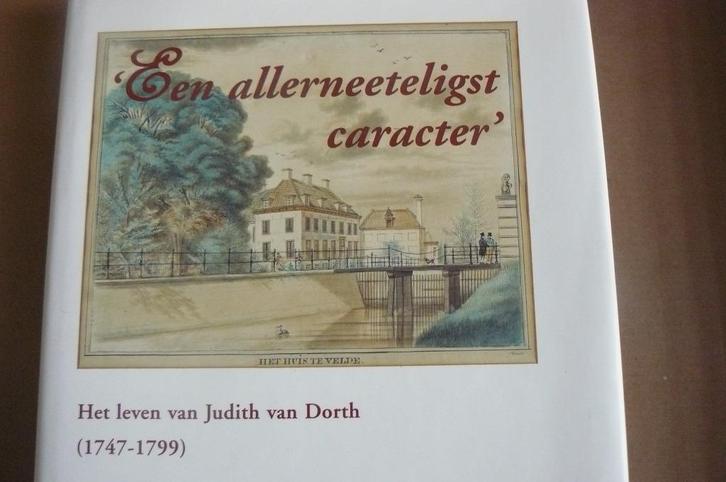 ‘Een allerneeteligst
caracter’
HET HUIS TE VELDE.
Het leven van Judith van Dorth
(1747-1799)